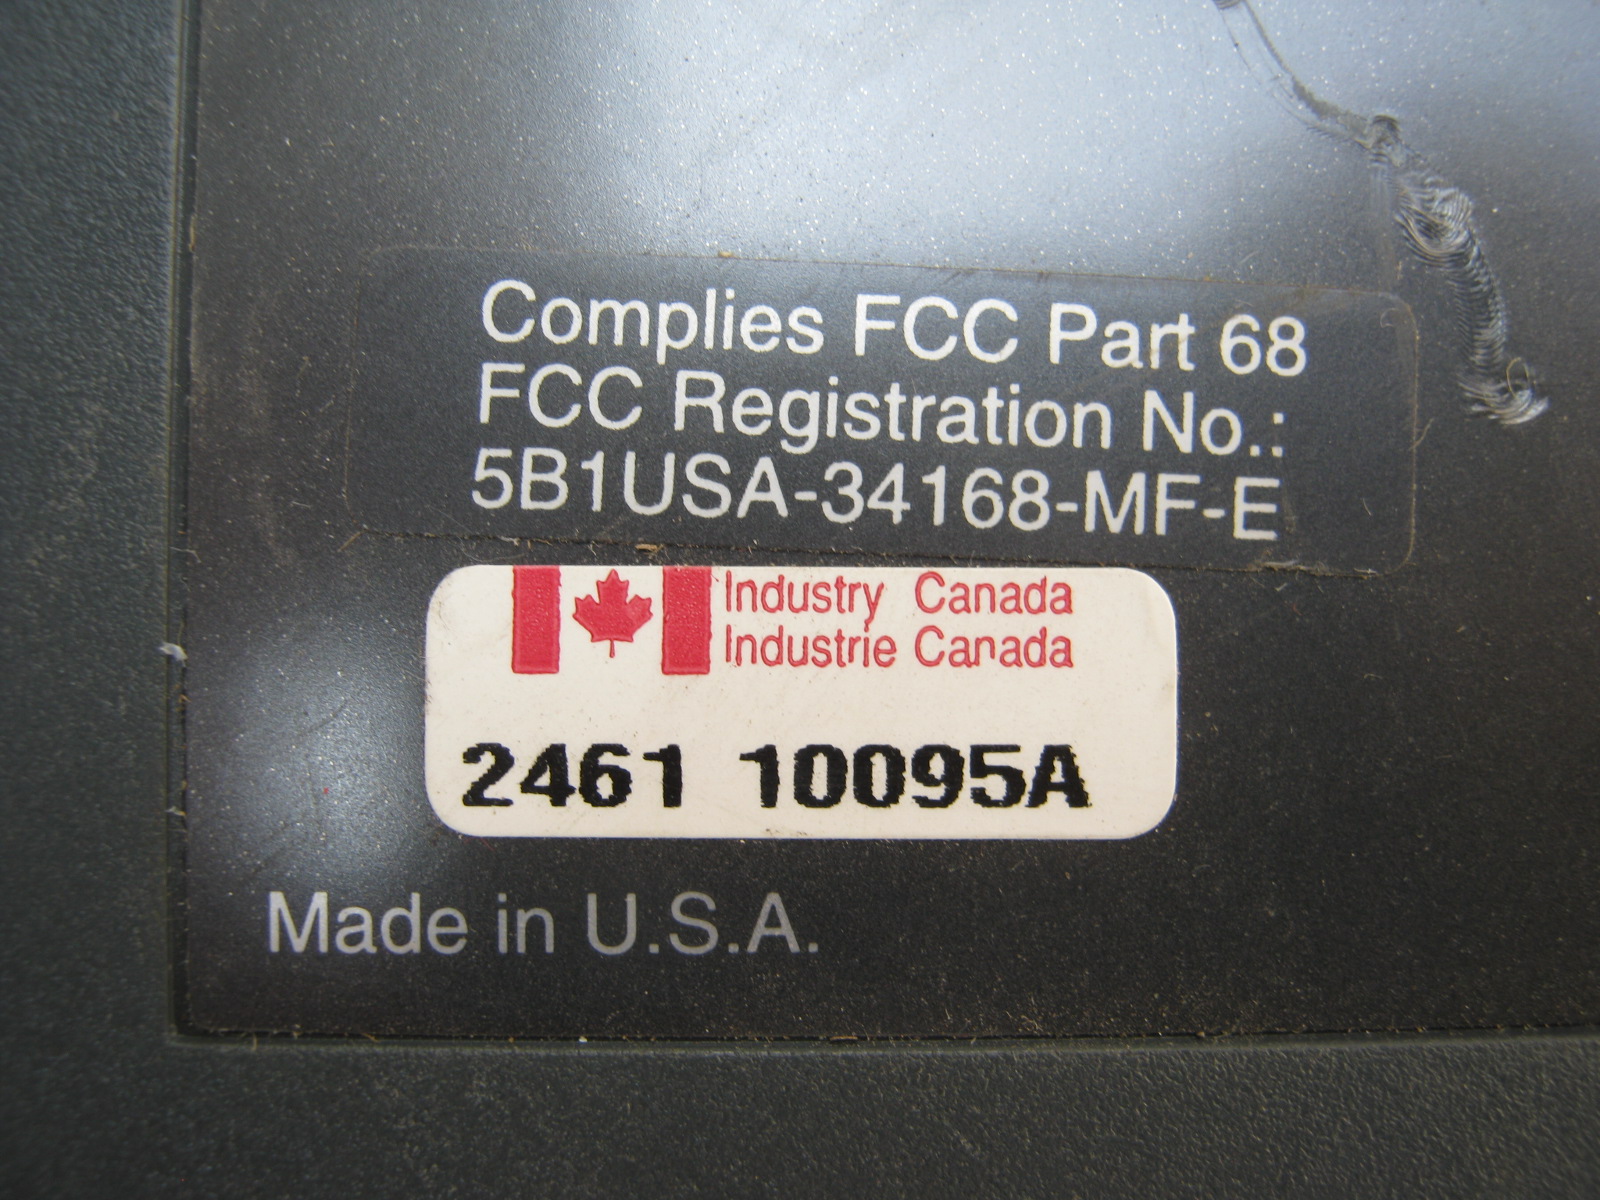 Complies FCC Part 68
FCC Registration No.:
5B1USA-34168-MF-E
Industry Canada
Industrie Canada
2461 10095A
Made in U.S.A.